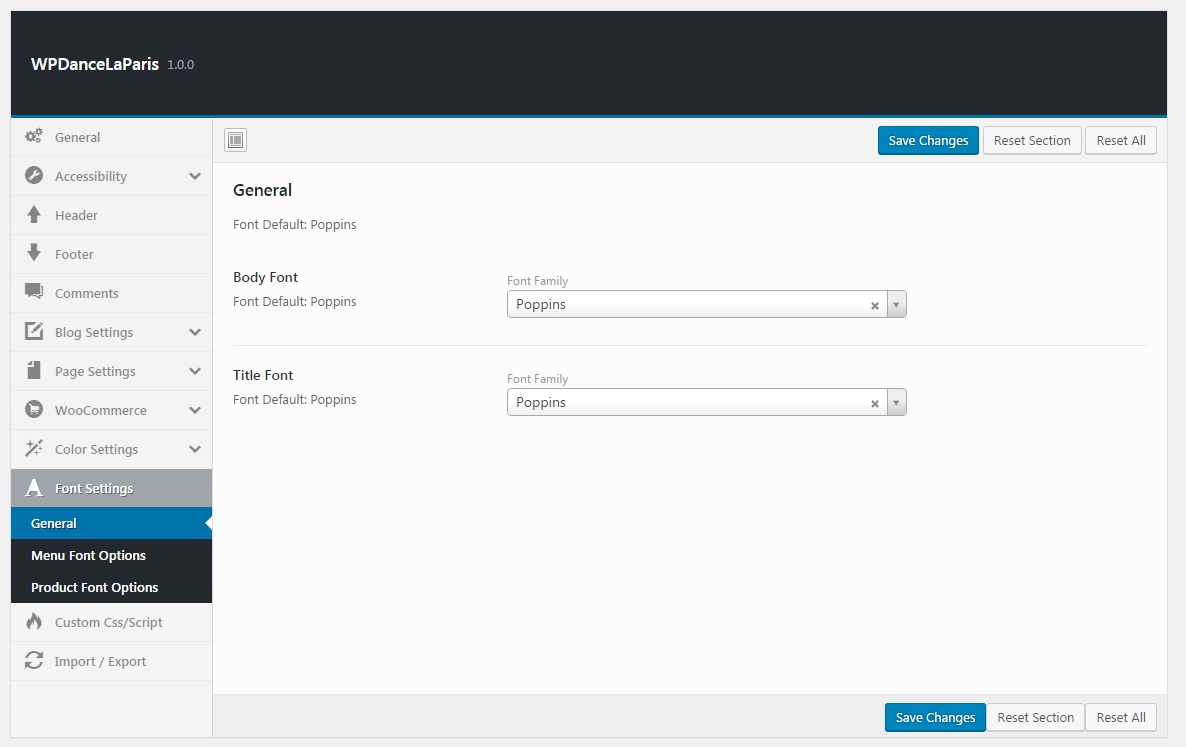 WPDanceLaParis 1.0.0
General
Accessibility
Header
Footer
Comments
Blog Settings
Page Settings
WooCommerce
Color Settings
Font Settings
General
Menu Font Options
Product Font Options
Custom Css/Script
Import / Export
Save Changes Reset Section Reset All
General
Font Default: Poppins
Body Font
Font Default: Poppins
Font Family
Poppins
Title Font
Font Default: Poppins
Font Family
Poppins
Save Changes Reset Section Reset All